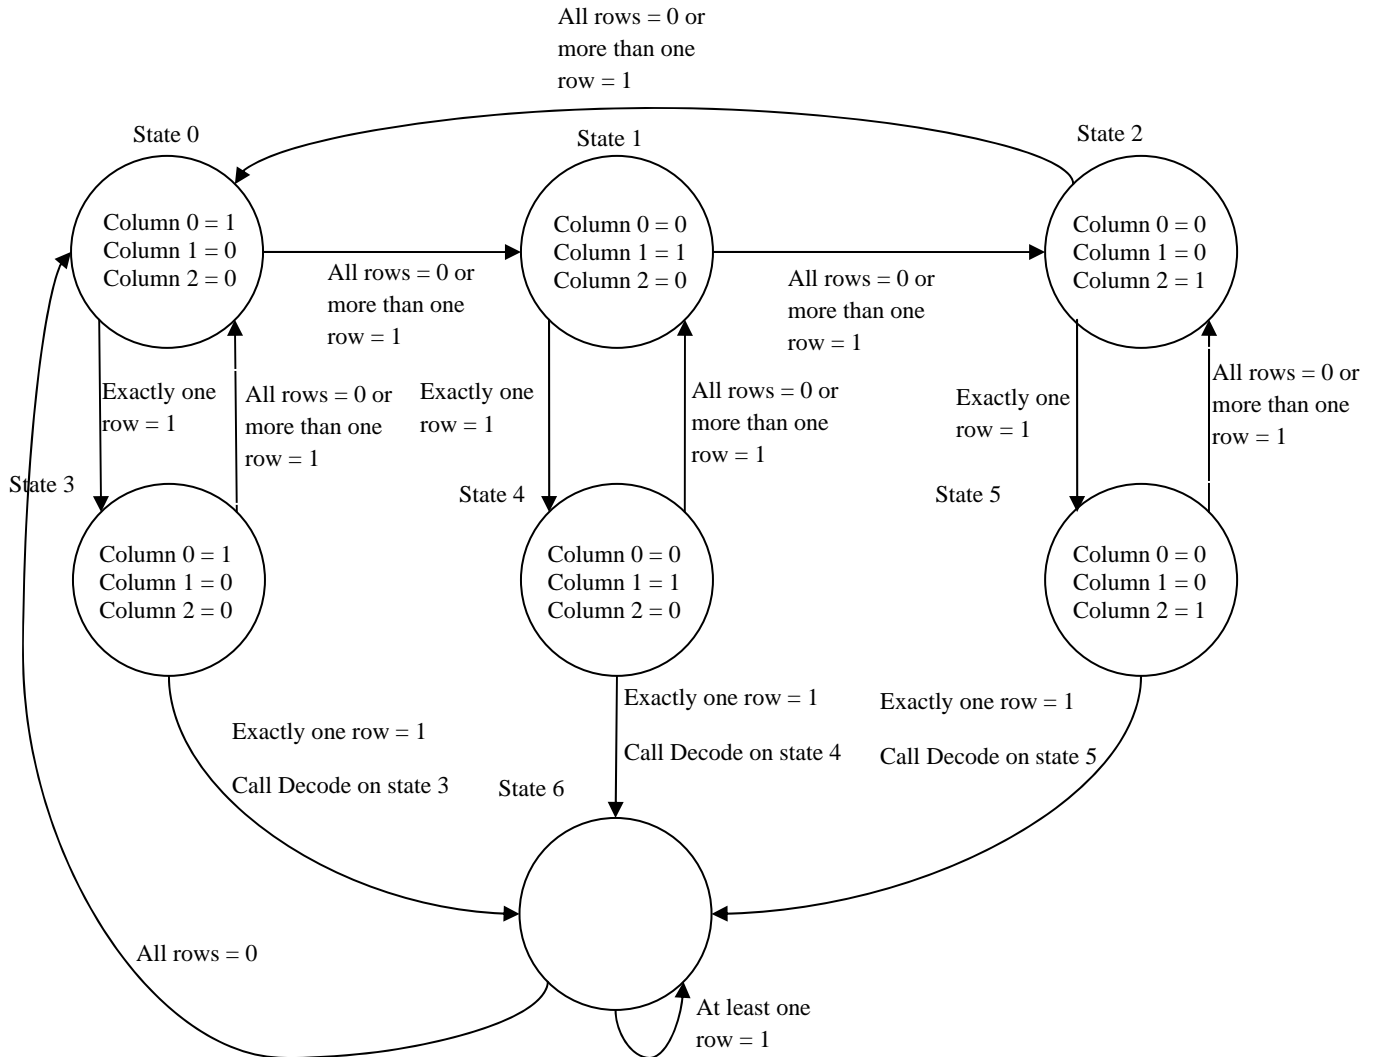 All rows = 0 or
more than one
row = 1
State 0
State 1
State 2
Column 0 = 1
Column 1 = 0
Column 2 = 0
Column 0 = 0
Column 1 = 1
Column 2 = 0
Column 0 = 0
Column 1 = 0
Column 2 = 1
All rows = 0 or
more than one
row = 1
All rows = 0 or
more than one
row = 1
Exactly one
row = 1
All rows = 0 or
more than one
row = 1
Exactly one
row = 1
All rows = 0 or
more than one
row = 1
Exactly one
row = 1
All rows = 0 or
more than one
row = 1
State 3
State 4
State 5
Column 0 = 1
Column 1 = 0
Column 2 = 0
Column 0 = 0
Column 1 = 1
Column 2 = 0
Column 0 = 0
Column 1 = 0
Column 2 = 1
Exactly one row = 1
Call Decode on state 3
Exactly one row = 1
Call Decode on state 4
Exactly one row = 1
Call Decode on state 5
State 6
All rows = 0
At least one
row = 1